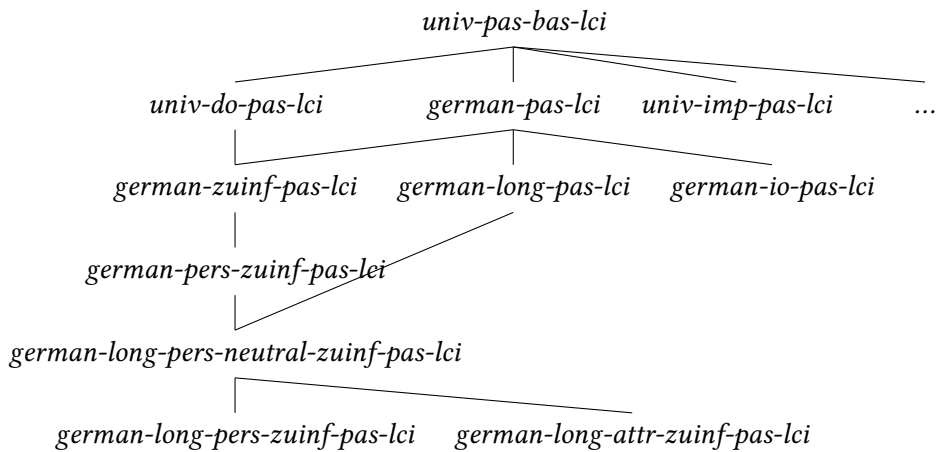 univ-pas-bas-lci
univ-do-pas-lci german-pas-lci univ-imp-pas-lci ...
german-zuinf-pas-lci german-long-pas-lci german-io-pas-lci
german-pers-zuinf-pas-lci
german-long-pers-neutral-zuinf-pas-lci
german-long-pers-zuinf-pas-lci german-long-attr-zuinf-pas-lci